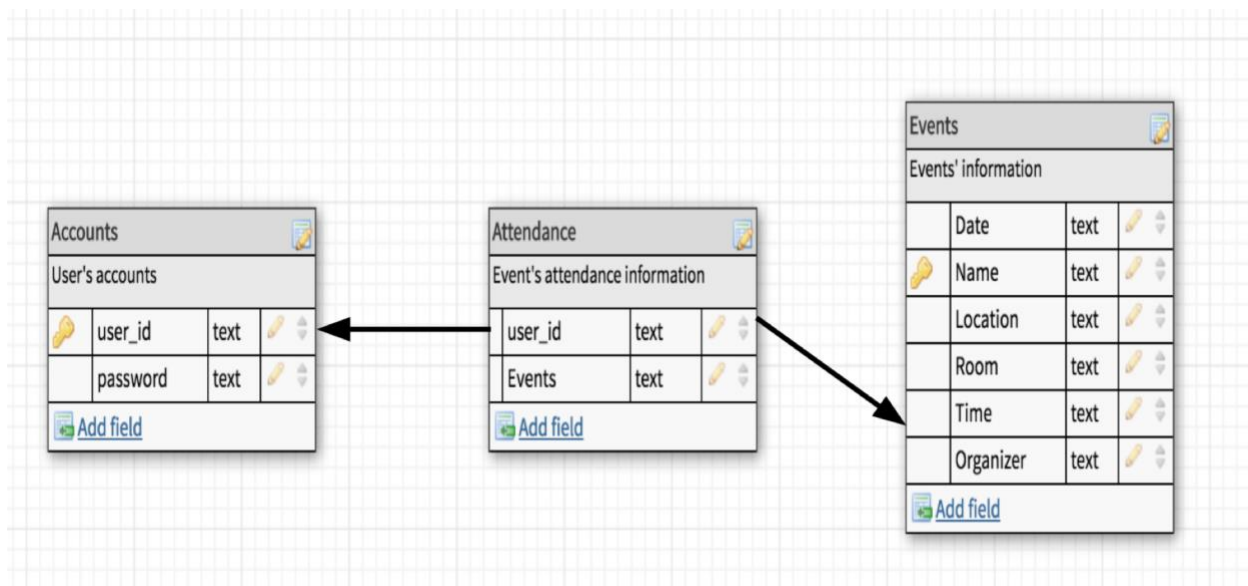 Accounts
User's accounts
user_id text
password text
Add field
Attendance
Event's attendance information
user_id text
Events text
Add field
Events
Events' information
Date text
Name text
Location text
Room text
Time text
Organizer text
Add field